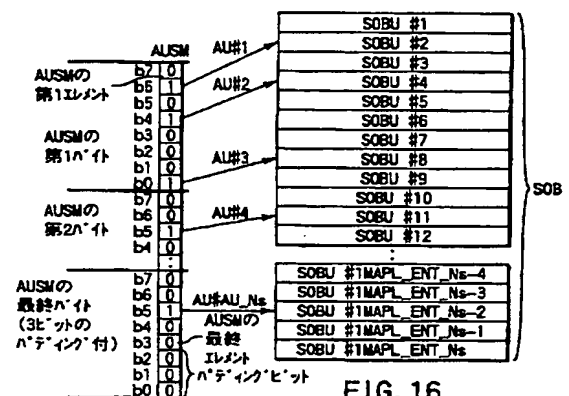 AUSM
AUSMの
第1エレメント
AUSMの
第1バイト
AUSMの
第2バイト
AUSMの
最終バイト
(3ビットの
パディング付)
b7 0
b6 1
b5 0
b4 1
b3 0
b2 0
b1 0
b0 1
b7 0
b6 0
b5 1
b4 0
b7 0
b6 0
b5 1
b4 0
b3 0
b2 0
b1 0
b0 0
AU#1
AU#2
AU#3
AU#4
AU#AU_Ns
AUSMの
最終
エレメント
パディングビット
SOBU #1
SOBU #2
SOBU #3
SOBU #4
SOBU #5
SOBU #6
SOBU #7
SOBU #8
SOBU #9
SOBU #10
SOBU #11
SOBU #12
SOBU #1MAPL_ENT_Ns-4
SOBU #1MAPL_ENT_Ns-3
SOBU #1MAPL_ENT_Ns-2
SOBU #1MAPL_ENT_Ns-1
SOBU #1MAPL_ENT_Ns
SOB
FIG. 16